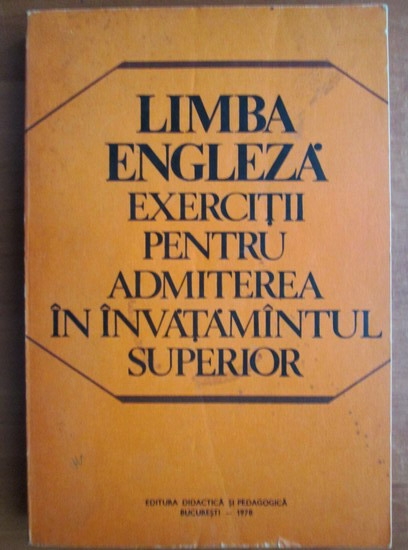 LIMBA
ENGLEZĂ
EXERCIȚII
PENTRU
ADMITEREA
ÎN ÎNVĂȚĂMÎNTUL
SUPERIOR
EDITURA DIDACTICĂ ȘI PEDAGOGICĂ
BUCUREȘTI — 1978